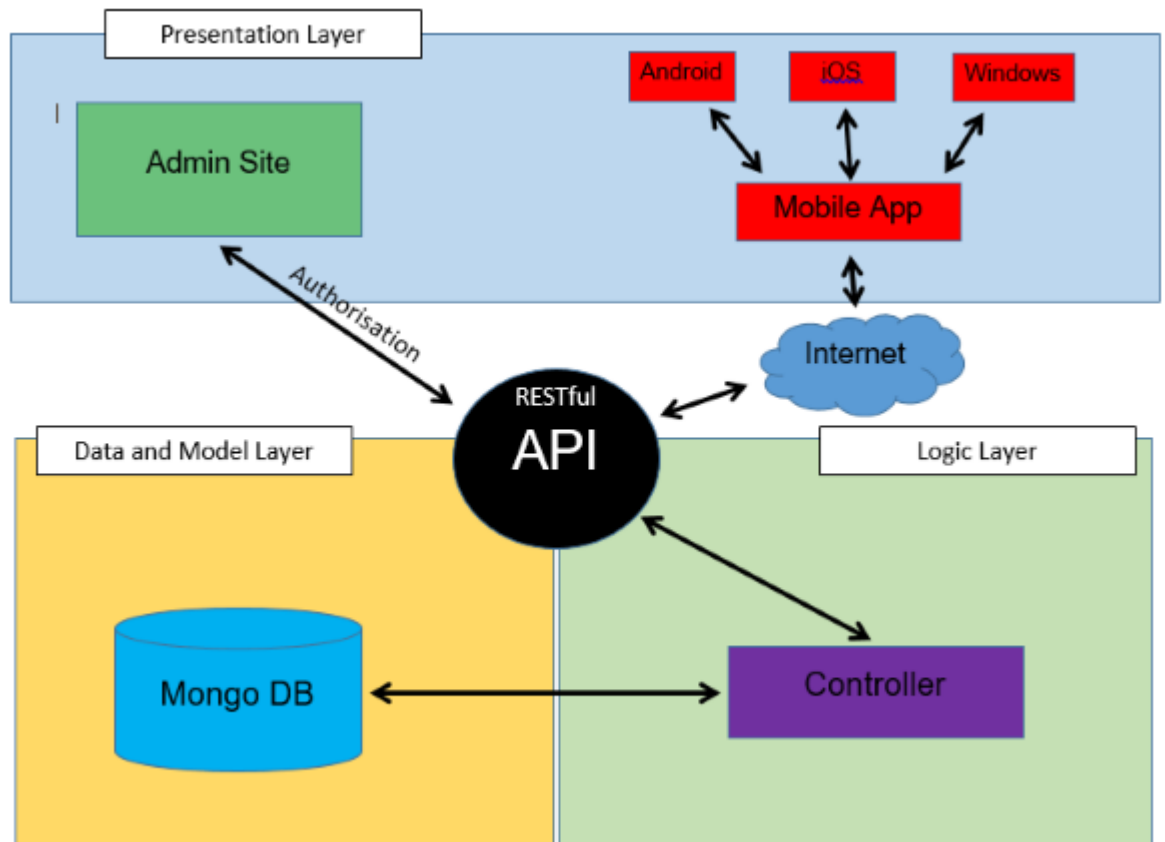 Presentation Layer
Android
iOS
Windows
Admin Site
Mobile App
Authorisation
Internet
RESTful
API
Data and Model Layer
Logic Layer
Mongo DB
Controller